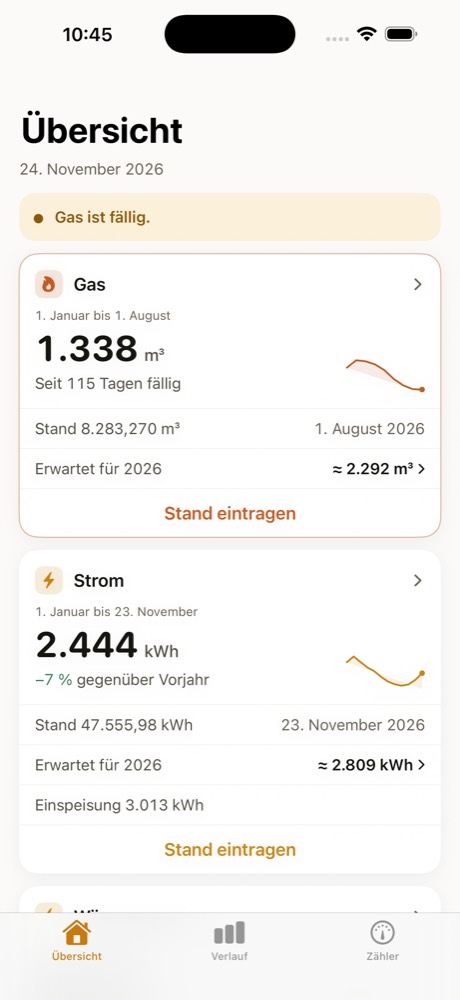 10:45
Übersicht
24. November 2026
Gas ist fällig.
Gas
1. Januar bis 1. August
1.338 m³
Seit 115 Tagen fällig
Stand 8.283,270 m³ 1. August 2026
Erwartet für 2026 ≈ 2.292 m³
Stand eintragen
Strom
1. Januar bis 23. November
2.444 kWh
−7 % gegenüber Vorjahr
Stand 47.555,98 kWh 23. November 2026
Erwartet für 2026 ≈ 2.809 kWh
Einspeisung 3.013 kWh
Stand eintragen
Übersicht Verlauf Zähler